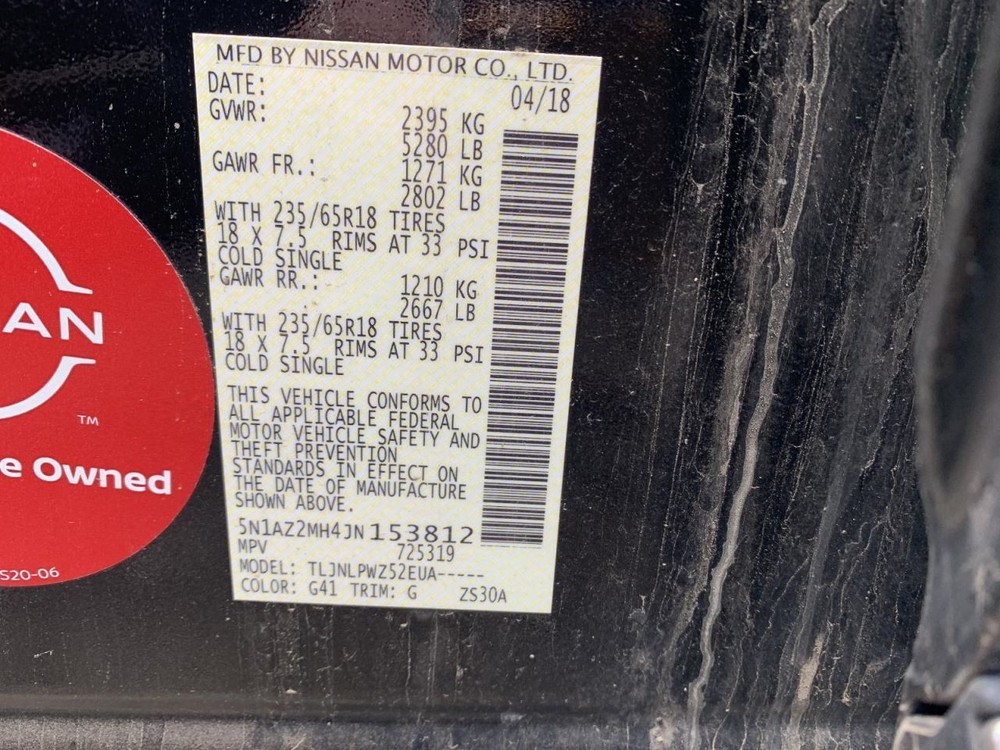 MFD BY NISSAN MOTOR CO., LTD.
DATE: 04/18
GVWR: 2395 KG
5280 LB
GAWR FR.: 1271 KG
2802 LB
WITH 235/65R18 TIRES
18 X 7.5 RIMS AT 33 PSI
COLD SINGLE
GAWR RR.: 1210 KG
2667 LB
WITH 235/65R18 TIRES
18 X 7.5 RIMS AT 33 PSI
COLD SINGLE
THIS VEHICLE CONFORMS TO
ALL APPLICABLE FEDERAL
MOTOR VEHICLE SAFETY AND
THEFT PREVENTION
STANDARDS IN EFFECT ON
THE DATE OF MANUFACTURE
SHOWN ABOVE.
5N1AZ2MH4JN153812
MPV 725319
MODEL: TLJNLPWZ52EUA-----
COLOR: G41 TRIM: G ZS30A
AN
TM
e Owned
S20-06